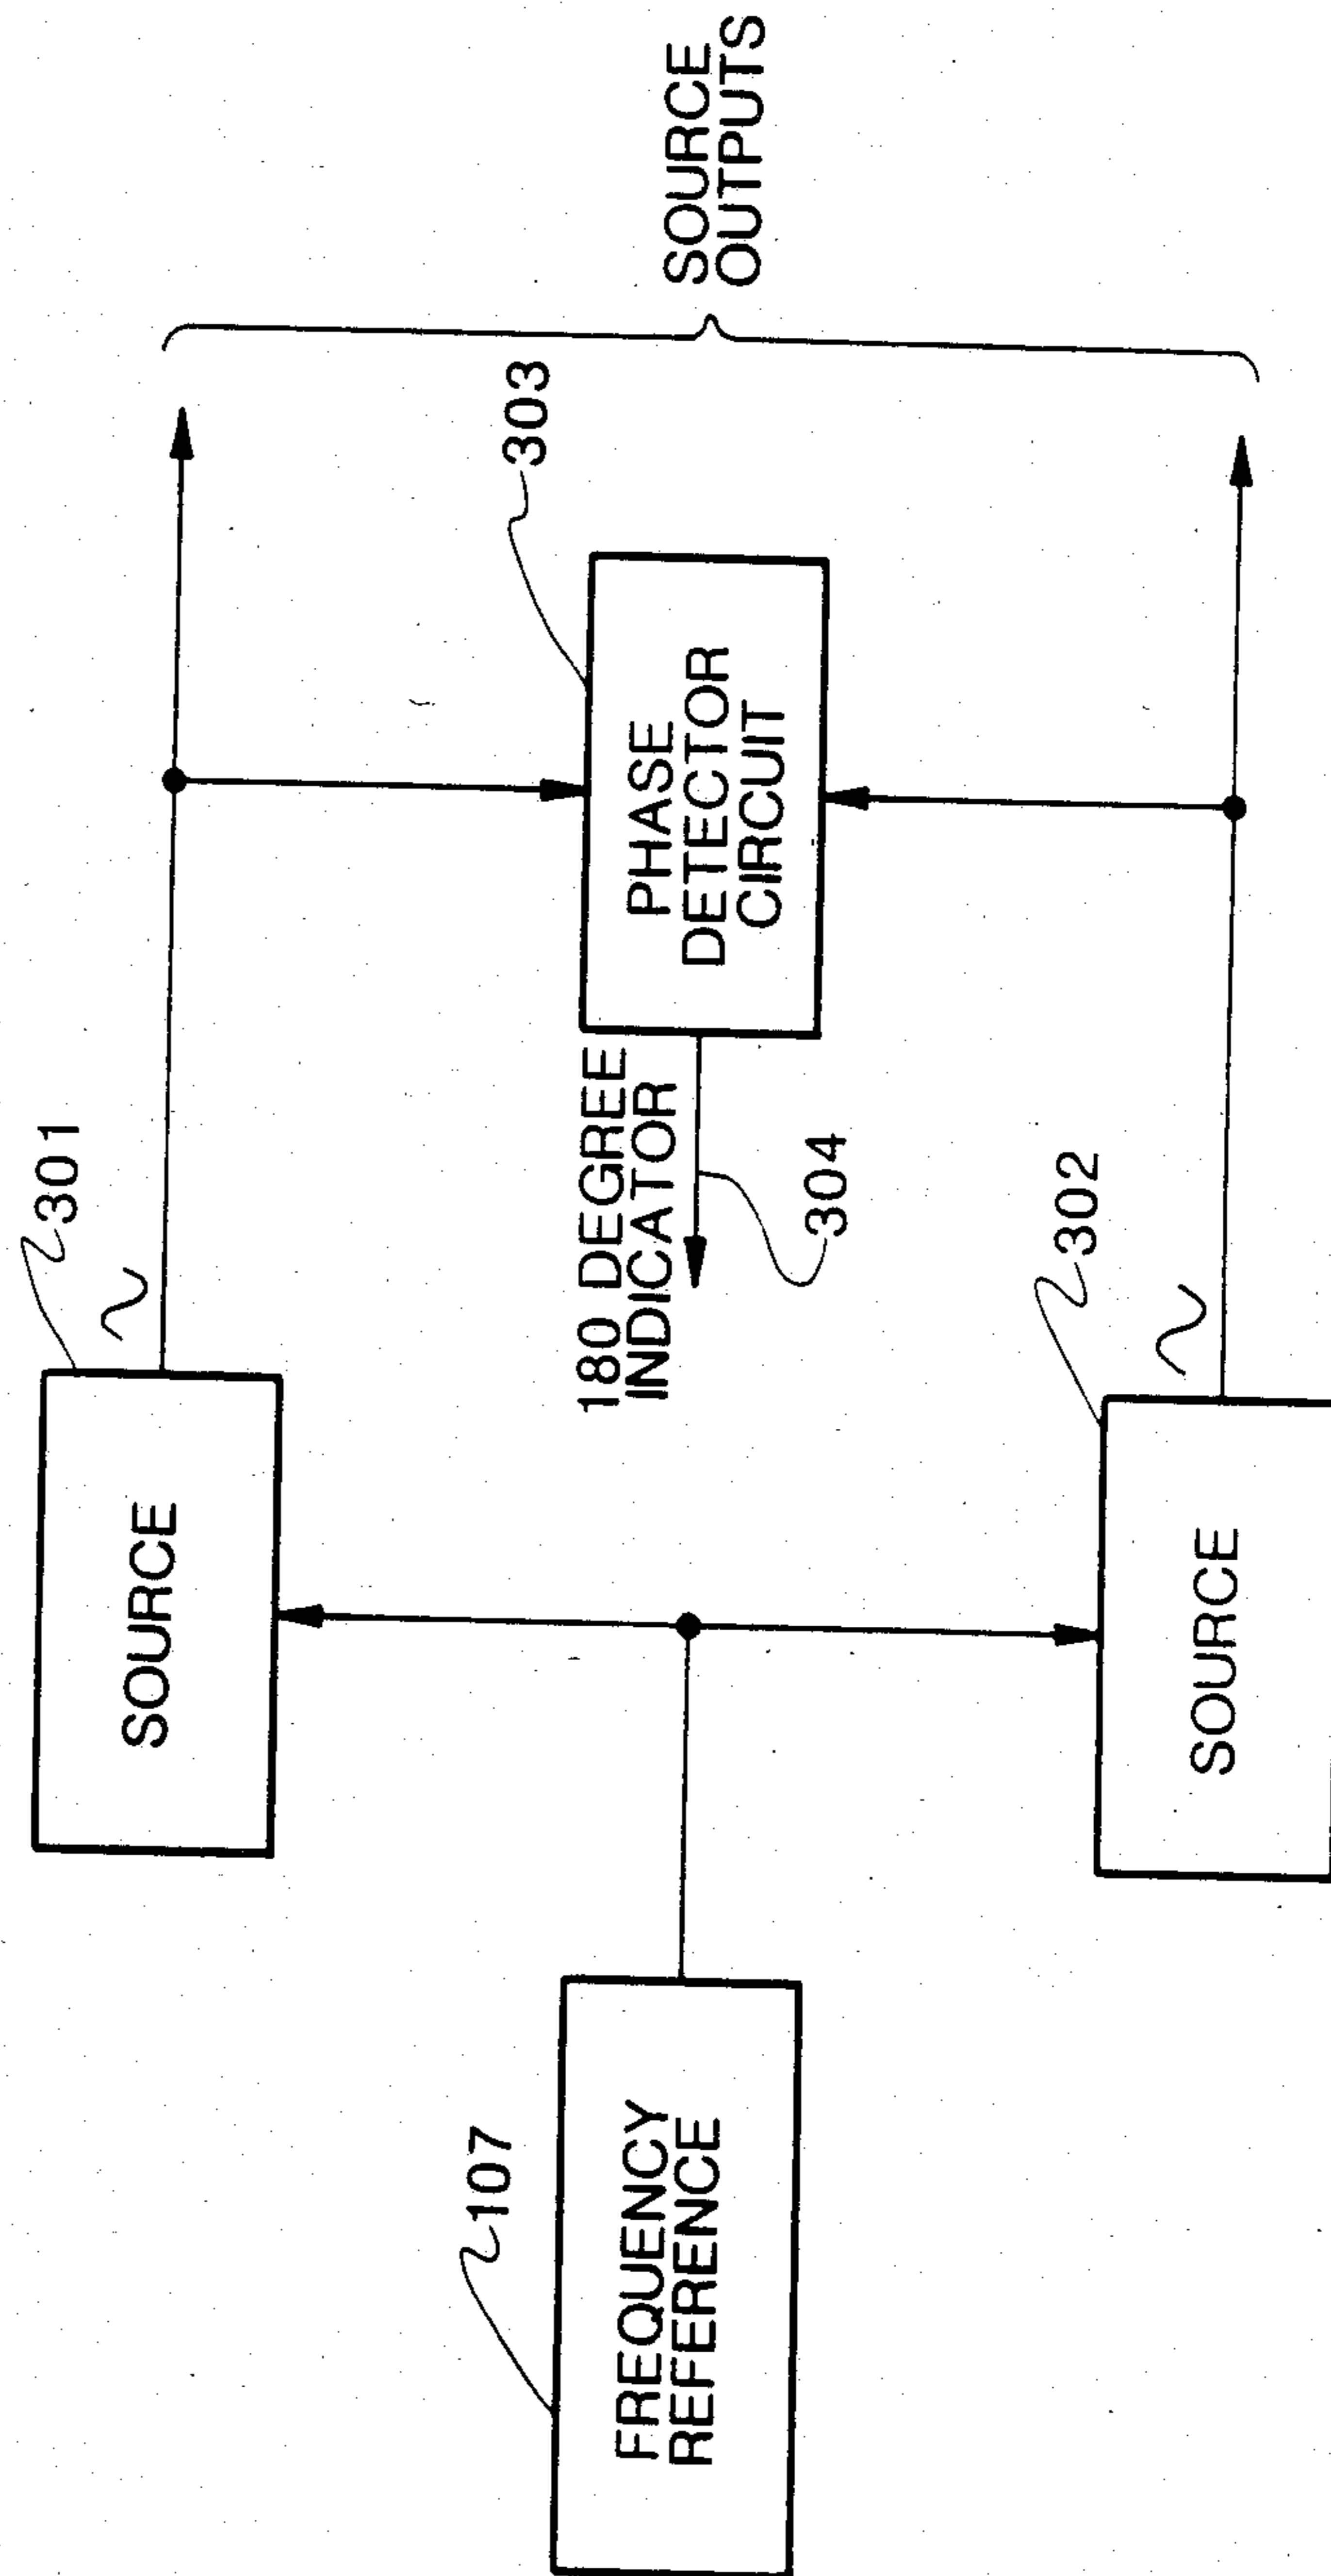 107
FREQUENCY
REFERENCE
301
SOURCE
302
SOURCE
180 DEGREE
INDICATOR
304
303
PHASE
DETECTOR
CIRCUIT
SOURCE
OUTPUTS